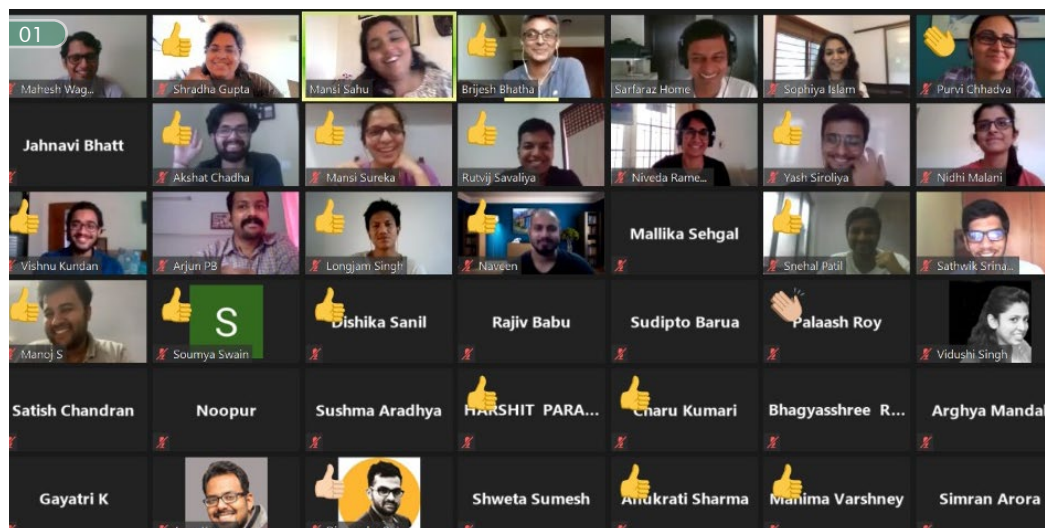 01
Mahesh Wag...
Shradha Gupta
Mansi Sahu
Brijesh Bhatha
Sarfaraz Home
Sophiya Islam
Purvi Chhadva
Jahnavi Bhatt
Akshat Chadha
Mansi Sureka
Rutvij Savaliya
Niveda Rame...
Yash Siroliya
Nidhi Malani
Vishnu Kundan
Arjun PB
Longjam Singh
Naveen
Mallika Sehgal
Snehal Patil
Sathwik Srina...
Manoj S
S
Soumya Swain
Dishika Sanil
Rajiv Babu
Sudipto Barua
Palaash Roy
Vidushi Singh
Satish Chandran
Noopur
Sushma Aradhya
HARSHIT PARA...
Charu Kumari
Bhagyasshree R...
Arghya Mandal
Gayatri K
Shweta Sumesh
Anukrati Sharma
Mahima Varshney
Simran Arora